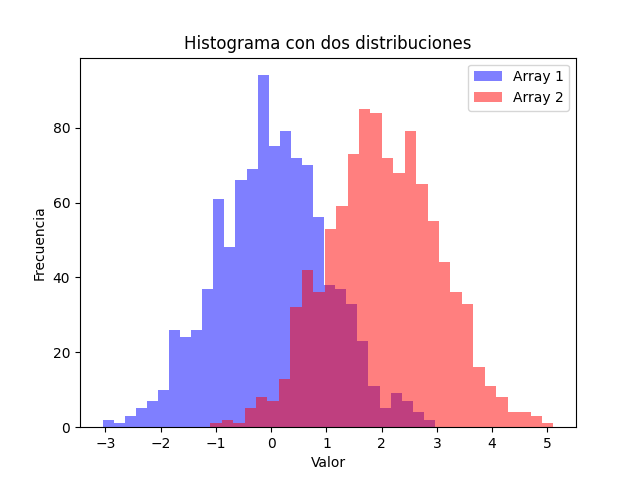 Histograma con dos distribuciones
Array 1
Array 2
Frecuencia
80
60
40
20
0
−3 −2 −1 0 1 2 3 4 5
Valor